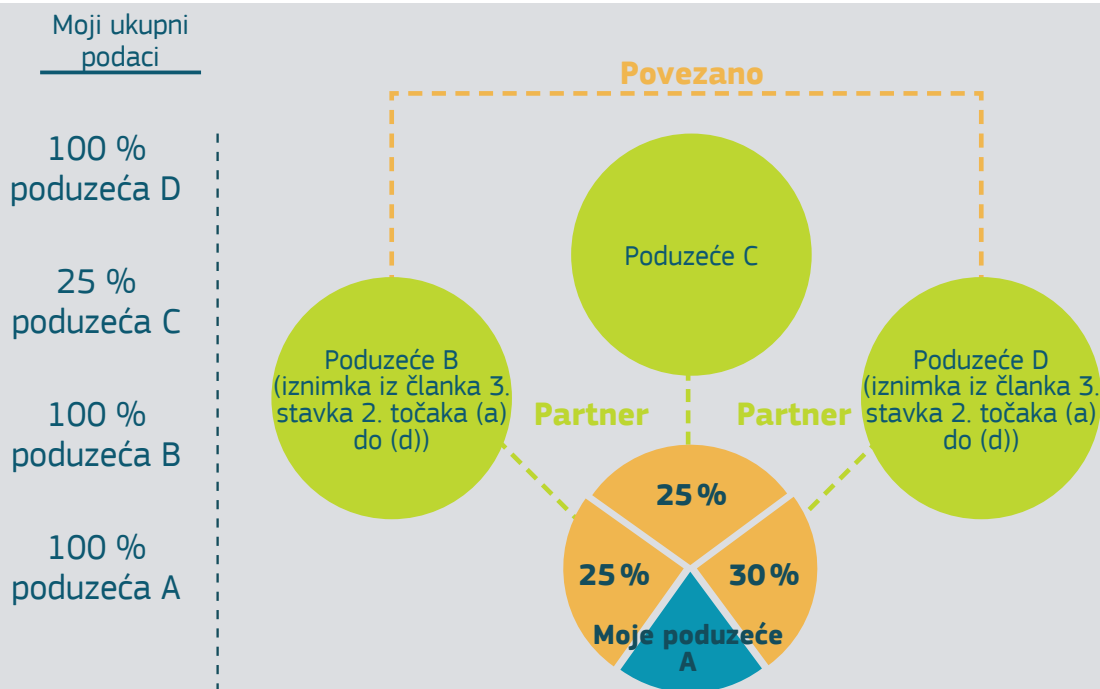 Moji ukupni
podaci
100 %
poduzeća D
25 %
poduzeća C
100 %
poduzeća B
100 %
poduzeća A
Povezano
Poduzeće C
Poduzeće B
(iznimka iz članka 3.
stavka 2. točaka (a)
do (d))
Partner
Partner
Poduzeće D
(iznimka iz članka 3.
stavka 2. točaka (a)
do (d))
25 %
25 %
30 %
Moje poduzeće
A